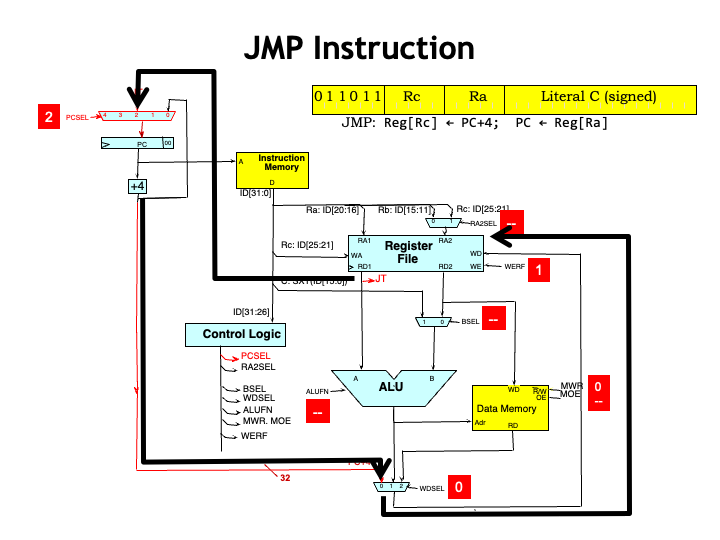 JMP Instruction
0 1 1 0 1 1 Rc Ra Literal C (signed)
JMP: Reg[Rc] ← PC+4; PC ← Reg[Ra]
2
PCSEL
4 3 2 1 0
PC 00
+4
A Instruction Memory
D
ID[31:0]
Ra: ID[20:16] Rb: ID[15:11] Rc: ID[25:21]
0 1 RA2SEL --
RA1 RA2
Rc: ID[25:21] WA Register File WD
RD1 RD2 WE WERF 1
JT
C: SXT(ID[15:0])
ID[31:26]
1 0 BSEL --
Control Logic
PCSEL
RA2SEL
BSEL
WDSEL
ALUFN
MWR. MOE
WERF
A ALU B
ALUFN
--
WD R/W
OE
Data Memory
Adr RD
MWR 0
MOE --
32
0 1 2 WDSEL 0